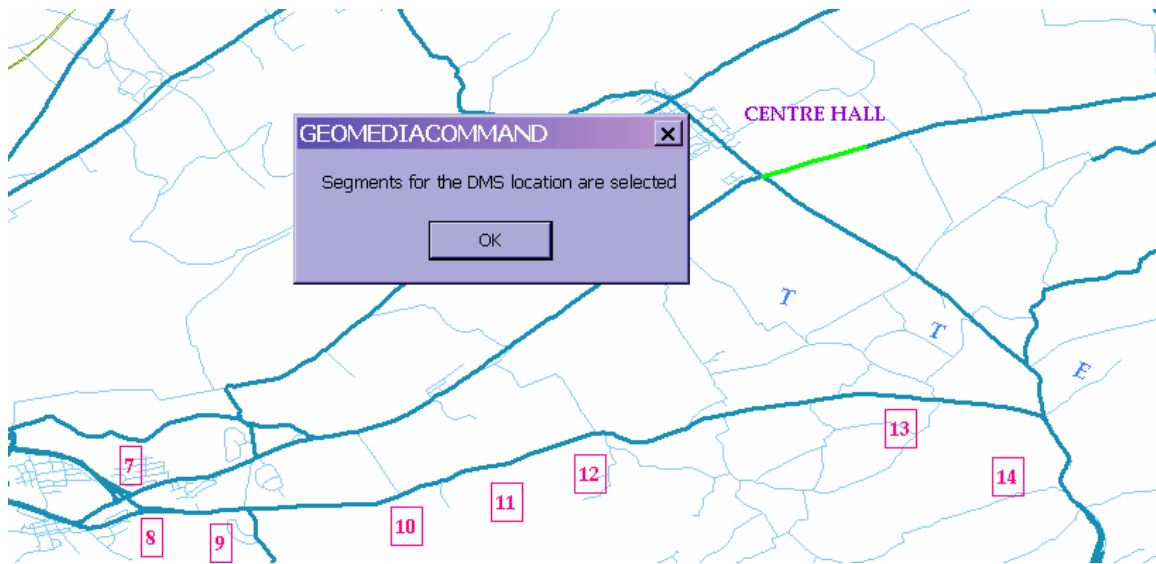 CENTRE HALL
GEOMEDIACOMMAND
Segments for the DMS location are selected
OK
T
T
E
7
8
9
10
11
12
13
14